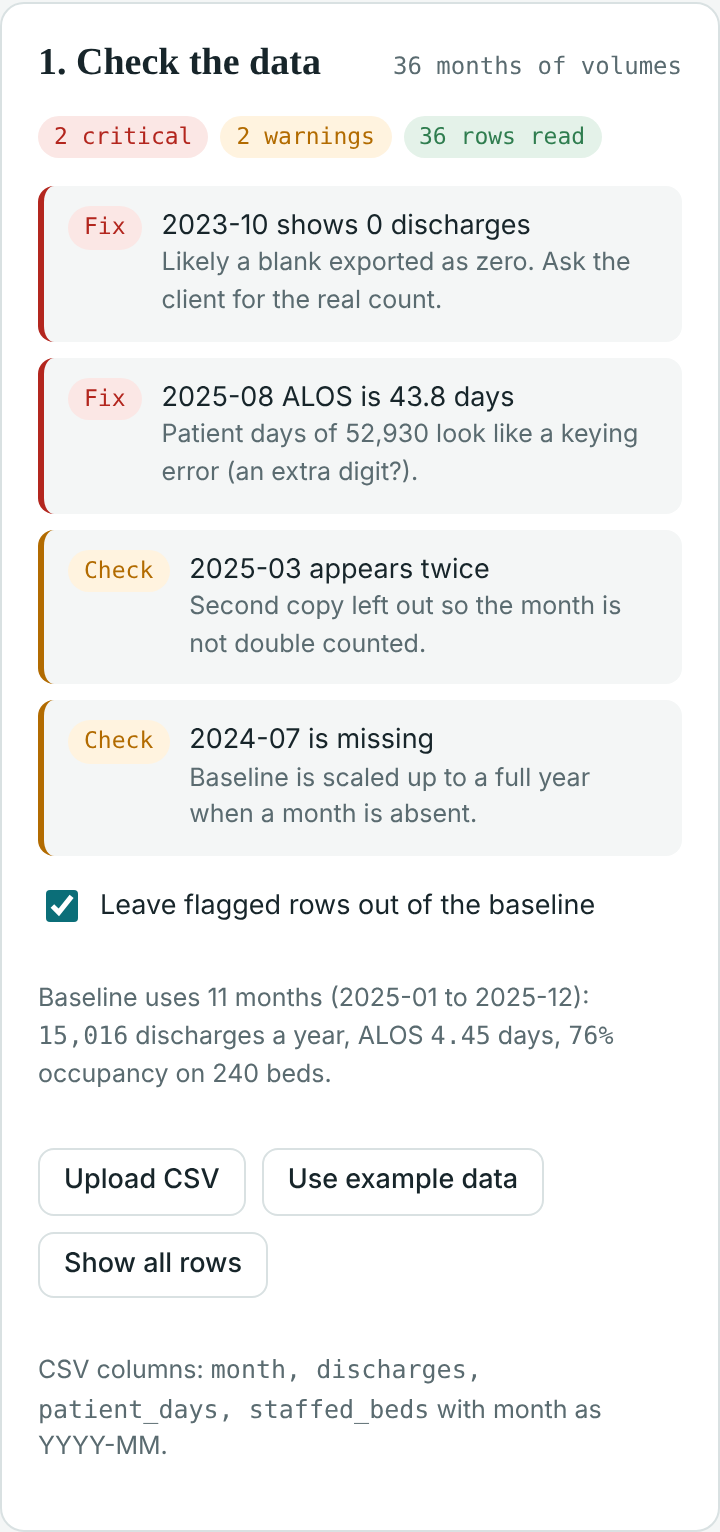 1. Check the data
36 months of volumes
2 critical
2 warnings
36 rows read
Fix
2023-10 shows 0 discharges
Likely a blank exported as zero. Ask the
client for the real count.
Fix
2025-08 ALOS is 43.8 days
Patient days of 52,930 look like a keying
error (an extra digit?).
Check
2025-03 appears twice
Second copy left out so the month is
not double counted.
Check
2024-07 is missing
Baseline is scaled up to a full year
when a month is absent.
Leave flagged rows out of the baseline
Baseline uses 11 months (2025-01 to 2025-12):
15,016 discharges a year, ALOS 4.45 days, 76%
occupancy on 240 beds.
Upload CSV
Use example data
Show all rows
CSV columns: month, discharges,
patient_days, staffed_beds with month as
YYYY-MM.